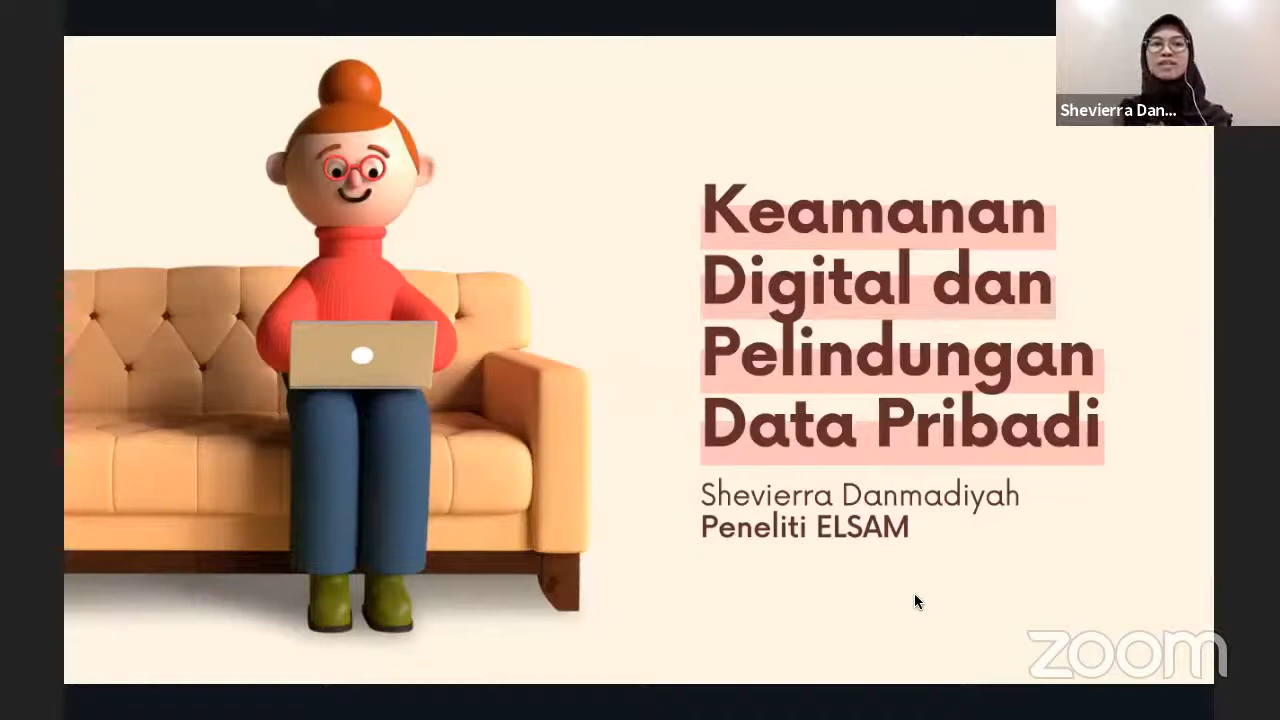 Shevierra Dan...
Keamanan
Digital dan
Pelindungan
Data Pribadi
Shevierra Danmadiyah
Peneliti ELSAM
zoom